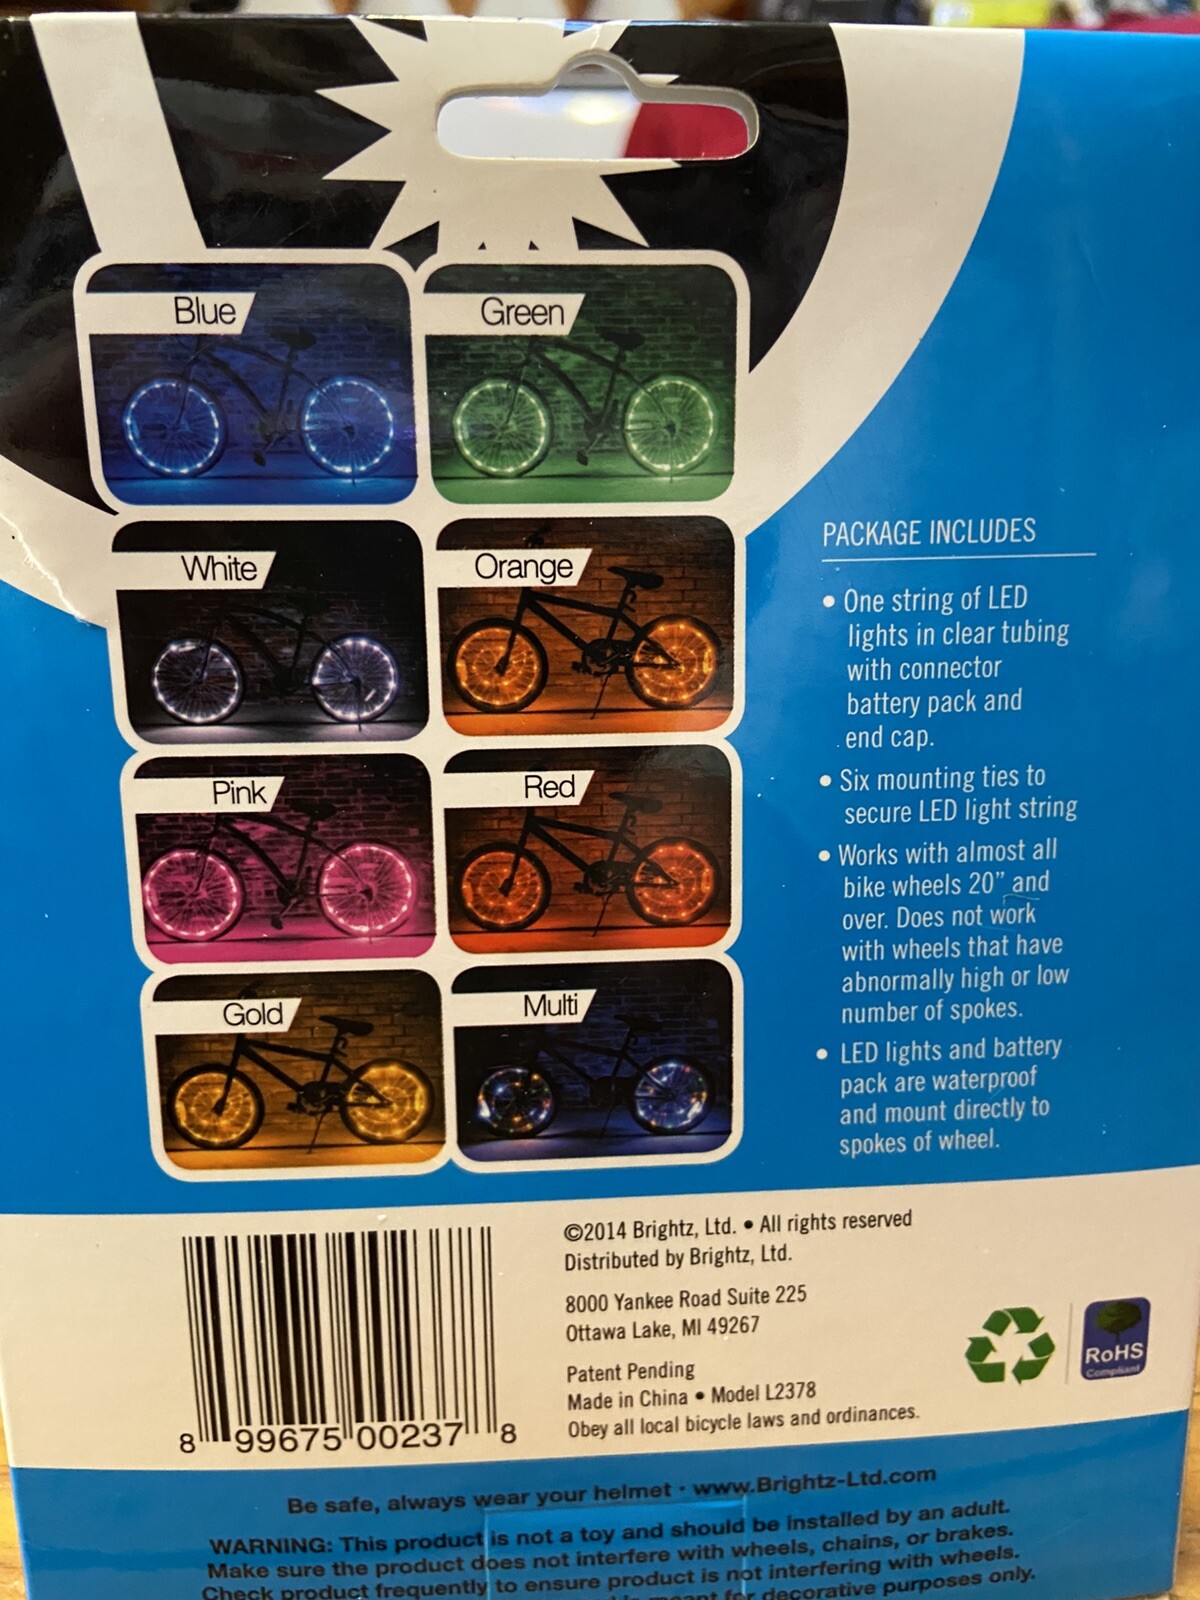 Blue
Green
White
Orange
Pink
Red
Gold
Multi
PACKAGE INCLUDES
• One string of LED
lights in clear tubing
with connector
battery pack and
end cap.
• Six mounting ties to
secure LED light string
• Works with almost all
bike wheels 20” and
over. Does not work
with wheels that have
abnormally high or low
number of spokes.
• LED lights and battery
pack are waterproof
and mount directly to
spokes of wheel.
8 99675 00237 8
©2014 Brightz, Ltd. • All rights reserved
Distributed by Brightz, Ltd.
8000 Yankee Road Suite 225
Ottawa Lake, MI 49267
Patent Pending
Made in China • Model L2378
Obey all local bicycle laws and ordinances.
RoHS
Compliant
Be safe, always wear your helmet · www.Brightz-Ltd.com
WARNING: This product is not a toy and should be installed by an adult.
Make sure the product does not interfere with wheels, chains, or brakes.
Check product frequently to ensure product is not interfering with wheels.
is meant for decorative purposes only.